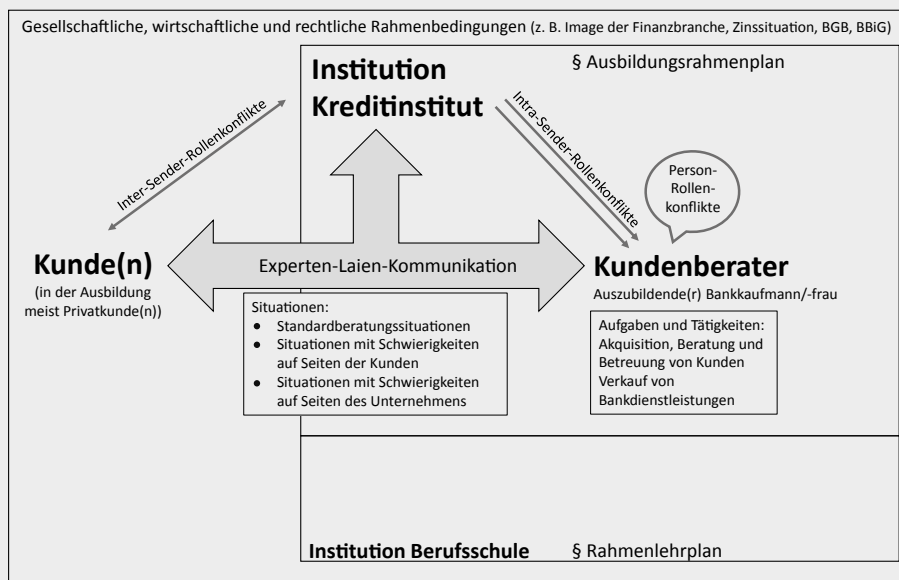 Gesellschaftliche, wirtschaftliche und rechtliche Rahmenbedingungen (z. B. Image der Finanzbranche, Zinssituation, BGB, BBiG)
Institution
Kreditinstitut
§ Ausbildungsrahmenplan
Inter-Sender-Rollenkonflikte
Intra-Sender-Rollenkonflikte
Person-
Rollen-
konflikte
Kunde(n)
(in der Ausbildung
meist Privatkunde(n))
Experten-Laien-Kommunikation
Kundenberater
Auszubildende(r) Bankkaufmann/-frau
Situationen:
● Standardberatungssituationen
● Situationen mit Schwierigkeiten
auf Seiten der Kunden
● Situationen mit Schwierigkeiten
auf Seiten des Unternehmens
Aufgaben und Tätigkeiten:
Akquisition, Beratung und
Betreuung von Kunden
Verkauf von
Bankdienstleistungen
Institution Berufsschule
§ Rahmenlehrplan